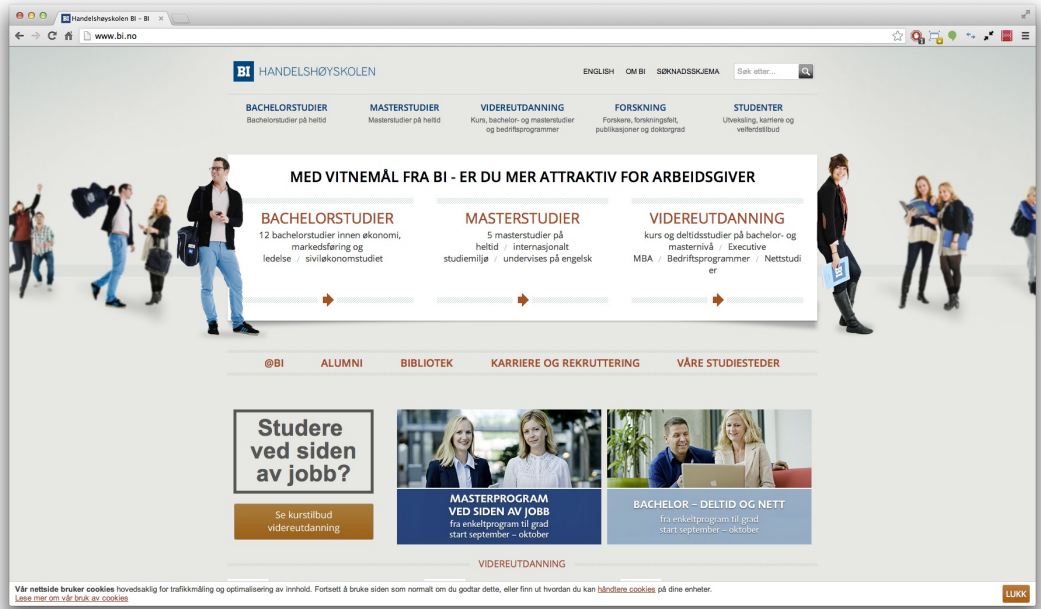 Handelshøyskolen BI – BI
www.bi.no
BI HANDELSHØYSKOLEN
ENGLISH OM BI SØKNADSSKJEMA Søk etter...
BACHELORSTUDIER
Bachelorstudier på heltid
MASTERSTUDIER
Masterstudier på heltid
VIDEREUTDANNING
Kurs, bachelor- og masterstudier
og bedriftsprogrammer
FORSKNING
Forskere, forskningsfelt,
publikasjoner og doktorgrad
STUDENTER
Utveksling, karriere og
velferdstilbud
MED VITNEMÅL FRA BI - ER DU MER ATTRAKTIV FOR ARBEIDSGIVER
BACHELORSTUDIER
12 bachelorstudier innen økonomi,
markedsføring og
ledelse / siviløkonomstudiet
MASTERSTUDIER
5 masterstudier på
heltid / internasjonalt
studiemiljø / undervises på engelsk
VIDEREUTDANNING
kurs og deltidsstudier på bachelor- og
masternivå / Executive
MBA / Bedriftsprogrammer / Nettstudi
er
BI
@BI ALUMNI BIBLIOTEK KARRIERE OG REKRUTTERING VÅRE STUDIESTEDER
Studere
ved siden
av jobb?
Se kurstilbud
videreutdanning
MASTERPROGRAM
VED SIDEN AV JOBB
fra enkeltprogram til grad
start september – oktober
BACHELOR – DELTID OG NETT
fra enkeltprogram til grad
start september – oktober
VIDEREUTDANNING
Vår nettside bruker cookies hovedsaklig for trafikkmåling og optimalisering av innhold. Fortsett å bruke siden som normalt om du godtar dette, eller finn ut hvordan du kan håndtere cookies på dine enheter.
Lese mer om vår bruk av cookies
LUKK